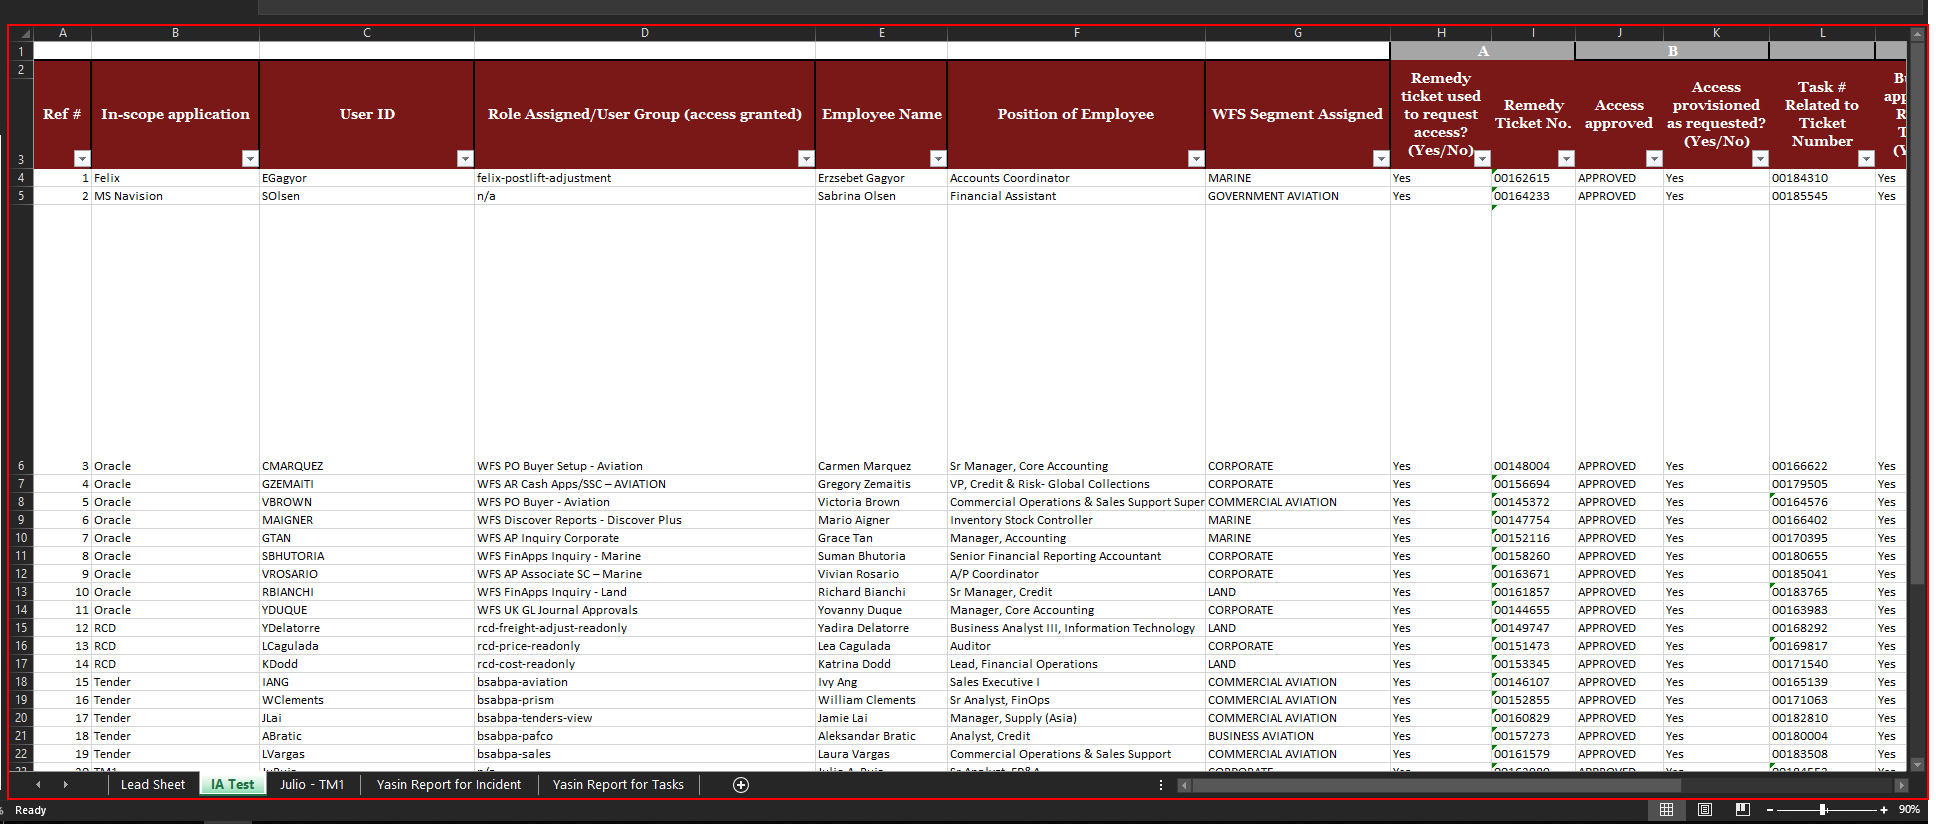 A B C D E F G H I J K L
1 A B
2
3 Ref # In-scope application User ID Role Assigned/User Group (access granted) Employee Name Position of Employee WFS Segment Assigned Remedy ticket used to request access? (Yes/No) Remedy Ticket No. Access approved Access provisioned as requested? (Yes/No) Task # Related to Ticket Number
4 1 Felix EGagyor felix-postlift-adjustment Erzsebet Gagyor Accounts Coordinator MARINE Yes 00162615 APPROVED Yes 00184310 Yes
5 2 MS Navision SOlsen n/a Sabrina Olsen Financial Assistant GOVERNMENT AVIATION Yes 00164233 APPROVED Yes 00185545 Yes
6 3 Oracle CMARQUEZ WFS PO Buyer Setup - Aviation Carmen Marquez Sr Manager, Core Accounting CORPORATE Yes 00148004 APPROVED Yes 00166622 Yes
7 4 Oracle GZEMAITI WFS AR Cash Apps/SSC – AVIATION Gregory Zemaitis VP, Credit & Risk- Global Collections CORPORATE Yes 00156694 APPROVED Yes 00179505 Yes
8 5 Oracle VBROWN WFS PO Buyer - Aviation Victoria Brown Commercial Operations & Sales Support Super COMMERCIAL AVIATION Yes 00145372 APPROVED Yes 00164576 Yes
9 6 Oracle MAIGNER WFS Discover Reports - Discover Plus Mario Aigner Inventory Stock Controller MARINE Yes 00147754 APPROVED Yes 00166402 Yes
10 7 Oracle GTAN WFS AP Inquiry Corporate Grace Tan Manager, Accounting MARINE Yes 00152116 APPROVED Yes 00170395 Yes
11 8 Oracle SBHUTORIA WFS FinApps Inquiry - Marine Suman Bhutoria Senior Financial Reporting Accountant CORPORATE Yes 00158260 APPROVED Yes 00180655 Yes
12 9 Oracle VROSARIO WFS AP Associate SC – Marine Vivian Rosario A/P Coordinator CORPORATE Yes 00163671 APPROVED Yes 00185041 Yes
13 10 Oracle RBIANCHI WFS FinApps Inquiry - Land Richard Bianchi Sr Manager, Credit LAND Yes 00161857 APPROVED Yes 00183765 Yes
14 11 Oracle YDUQUE WFS UK GL Journal Approvals Yovanny Duque Manager, Core Accounting CORPORATE Yes 00144655 APPROVED Yes 00163983 Yes
15 12 RCD YDelatorre rcd-freight-adjust-readonly Yadira Delatorre Business Analyst III, Information Technology LAND Yes 00149747 APPROVED Yes 00168292 Yes
16 13 RCD LCagulada rcd-price-readonly Lea Cagulada Auditor CORPORATE Yes 00151473 APPROVED Yes 00169817 Yes
17 14 RCD KDodd rcd-cost-readonly Katrina Dodd Lead, Financial Operations LAND Yes 00153345 APPROVED Yes 00171540 Yes
18 15 Tender IANG bsabpa-aviation Ivy Ang Sales Executive I COMMERCIAL AVIATION Yes 00146107 APPROVED Yes 00165139 Yes
19 16 Tender WClements bsabpa-prism William Clements Sr Analyst, FinOps COMMERCIAL AVIATION Yes 00152855 APPROVED Yes 00171063 Yes
20 17 Tender JLai bsabpa-tenders-view Jamie Lai Manager, Supply (Asia) COMMERCIAL AVIATION Yes 00160829 APPROVED Yes 00182810 Yes
21 18 Tender ABratic bsabpa-pafco Aleksandar Bratic Analyst, Credit BUSINESS AVIATION Yes 00157273 APPROVED Yes 00180004 Yes
22 19 Tender LVargas bsabpa-sales Laura Vargas Commercial Operations & Sales Support COMMERCIAL AVIATION Yes 00161579 APPROVED Yes 00183508 Yes
Lead Sheet IA Test Julio - TM1 Yasin Report for Incident Yasin Report for Tasks
Ready 90%